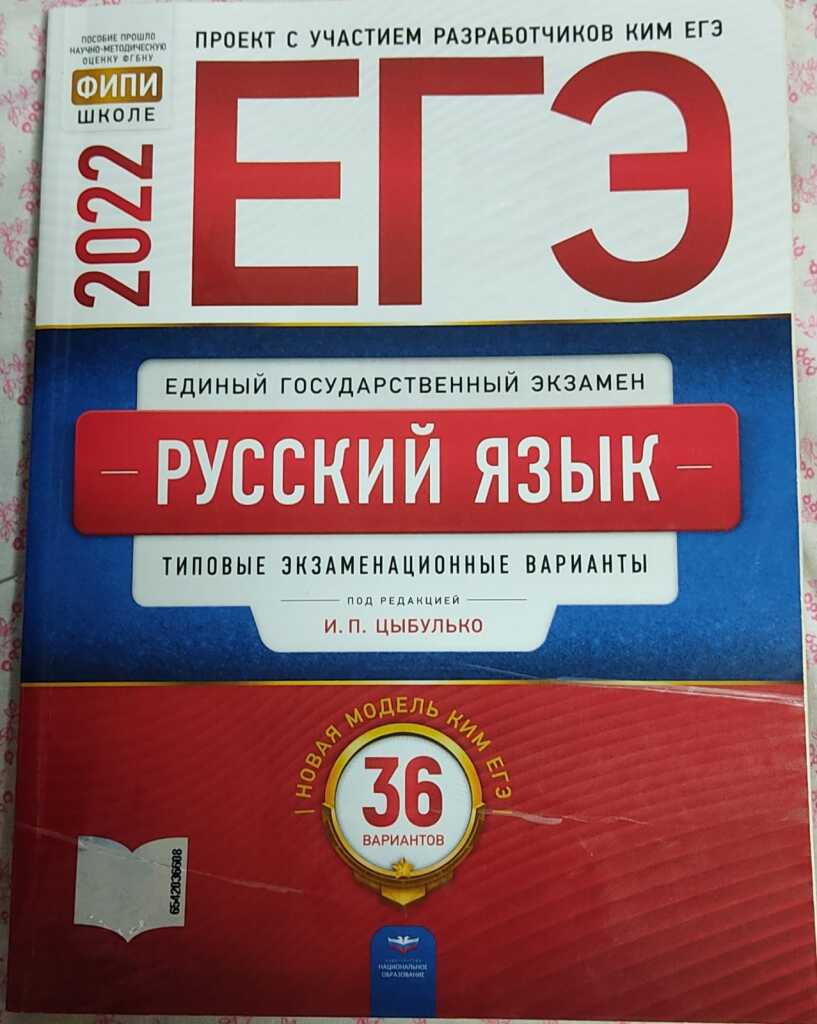 ПОСОБИЕ ПРОШЛО
НАУЧНО-МЕТОДИЧЕСКУЮ
ОЦЕНКУ ФГБНУ
ФИПИ
ШКОЛЕ
ПРОЕКТ С УЧАСТИЕМ РАЗРАБОТЧИКОВ КИМ ЕГЭ
2022
ЕГЭ
ЕДИНЫЙ ГОСУДАРСТВЕННЫЙ ЭКЗАМЕН
РУССКИЙ ЯЗЫК
ТИПОВЫЕ ЭКЗАМЕНАЦИОННЫЕ ВАРИАНТЫ
ПОД РЕДАКЦИЕЙ
И. П. ЦЫБУЛЬКО
НОВАЯ МОДЕЛЬ КИМ ЕГЭ
36
ВАРИАНТОВ
6542036608
НАЦИОНАЛЬНОЕ
ОБРАЗОВАНИЕ